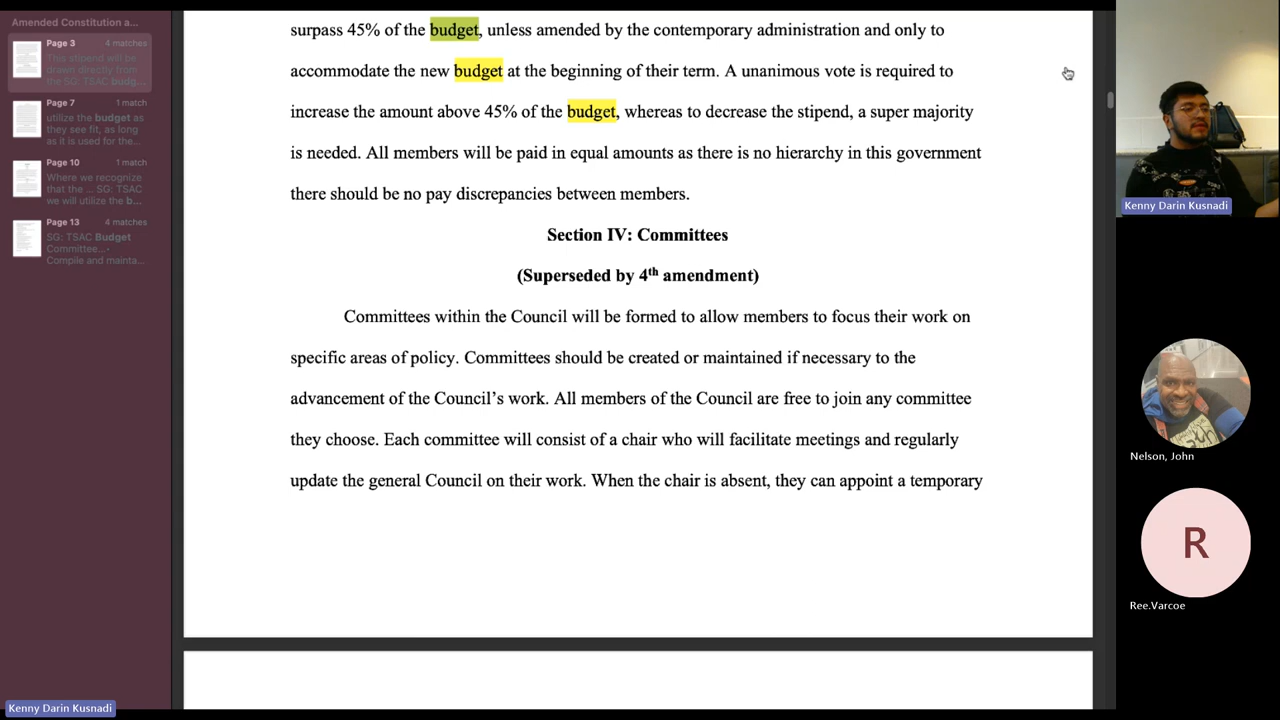 Amended Constitution a...
Page 3 4 matches
This stipend will be
drawn directly from
the SG: TSAC budg...
Page 7 1 match
utilize the budget as
they see fit, as long
as it is used for the...
Page 10 1 match
Where we recognize
that the ... SG: TSAC
we will utilize the b...
Page 13 4 matches
SG: TSAC Budget
Committee...•
Compile and mainta...
Kenny Darin Kusnadi
surpass 45% of the budget, unless amended by the contemporary administration and only to
accommodate the new budget at the beginning of their term. A unanimous vote is required to
increase the amount above 45% of the budget, whereas to decrease the stipend, a super majority
is needed. All members will be paid in equal amounts as there is no hierarchy in this government
there should be no pay discrepancies between members.
Section IV: Committees
(Superseded by 4th amendment)
Committees within the Council will be formed to allow members to focus their work on
specific areas of policy. Committees should be created or maintained if necessary to the
advancement of the Council's work. All members of the Council are free to join any committee
they choose. Each committee will consist of a chair who will facilitate meetings and regularly
update the general Council on their work. When the chair is absent, they can appoint a temporary
Kenny Darin Kusnadi
Nelson, John
R
Ree.Varcoe